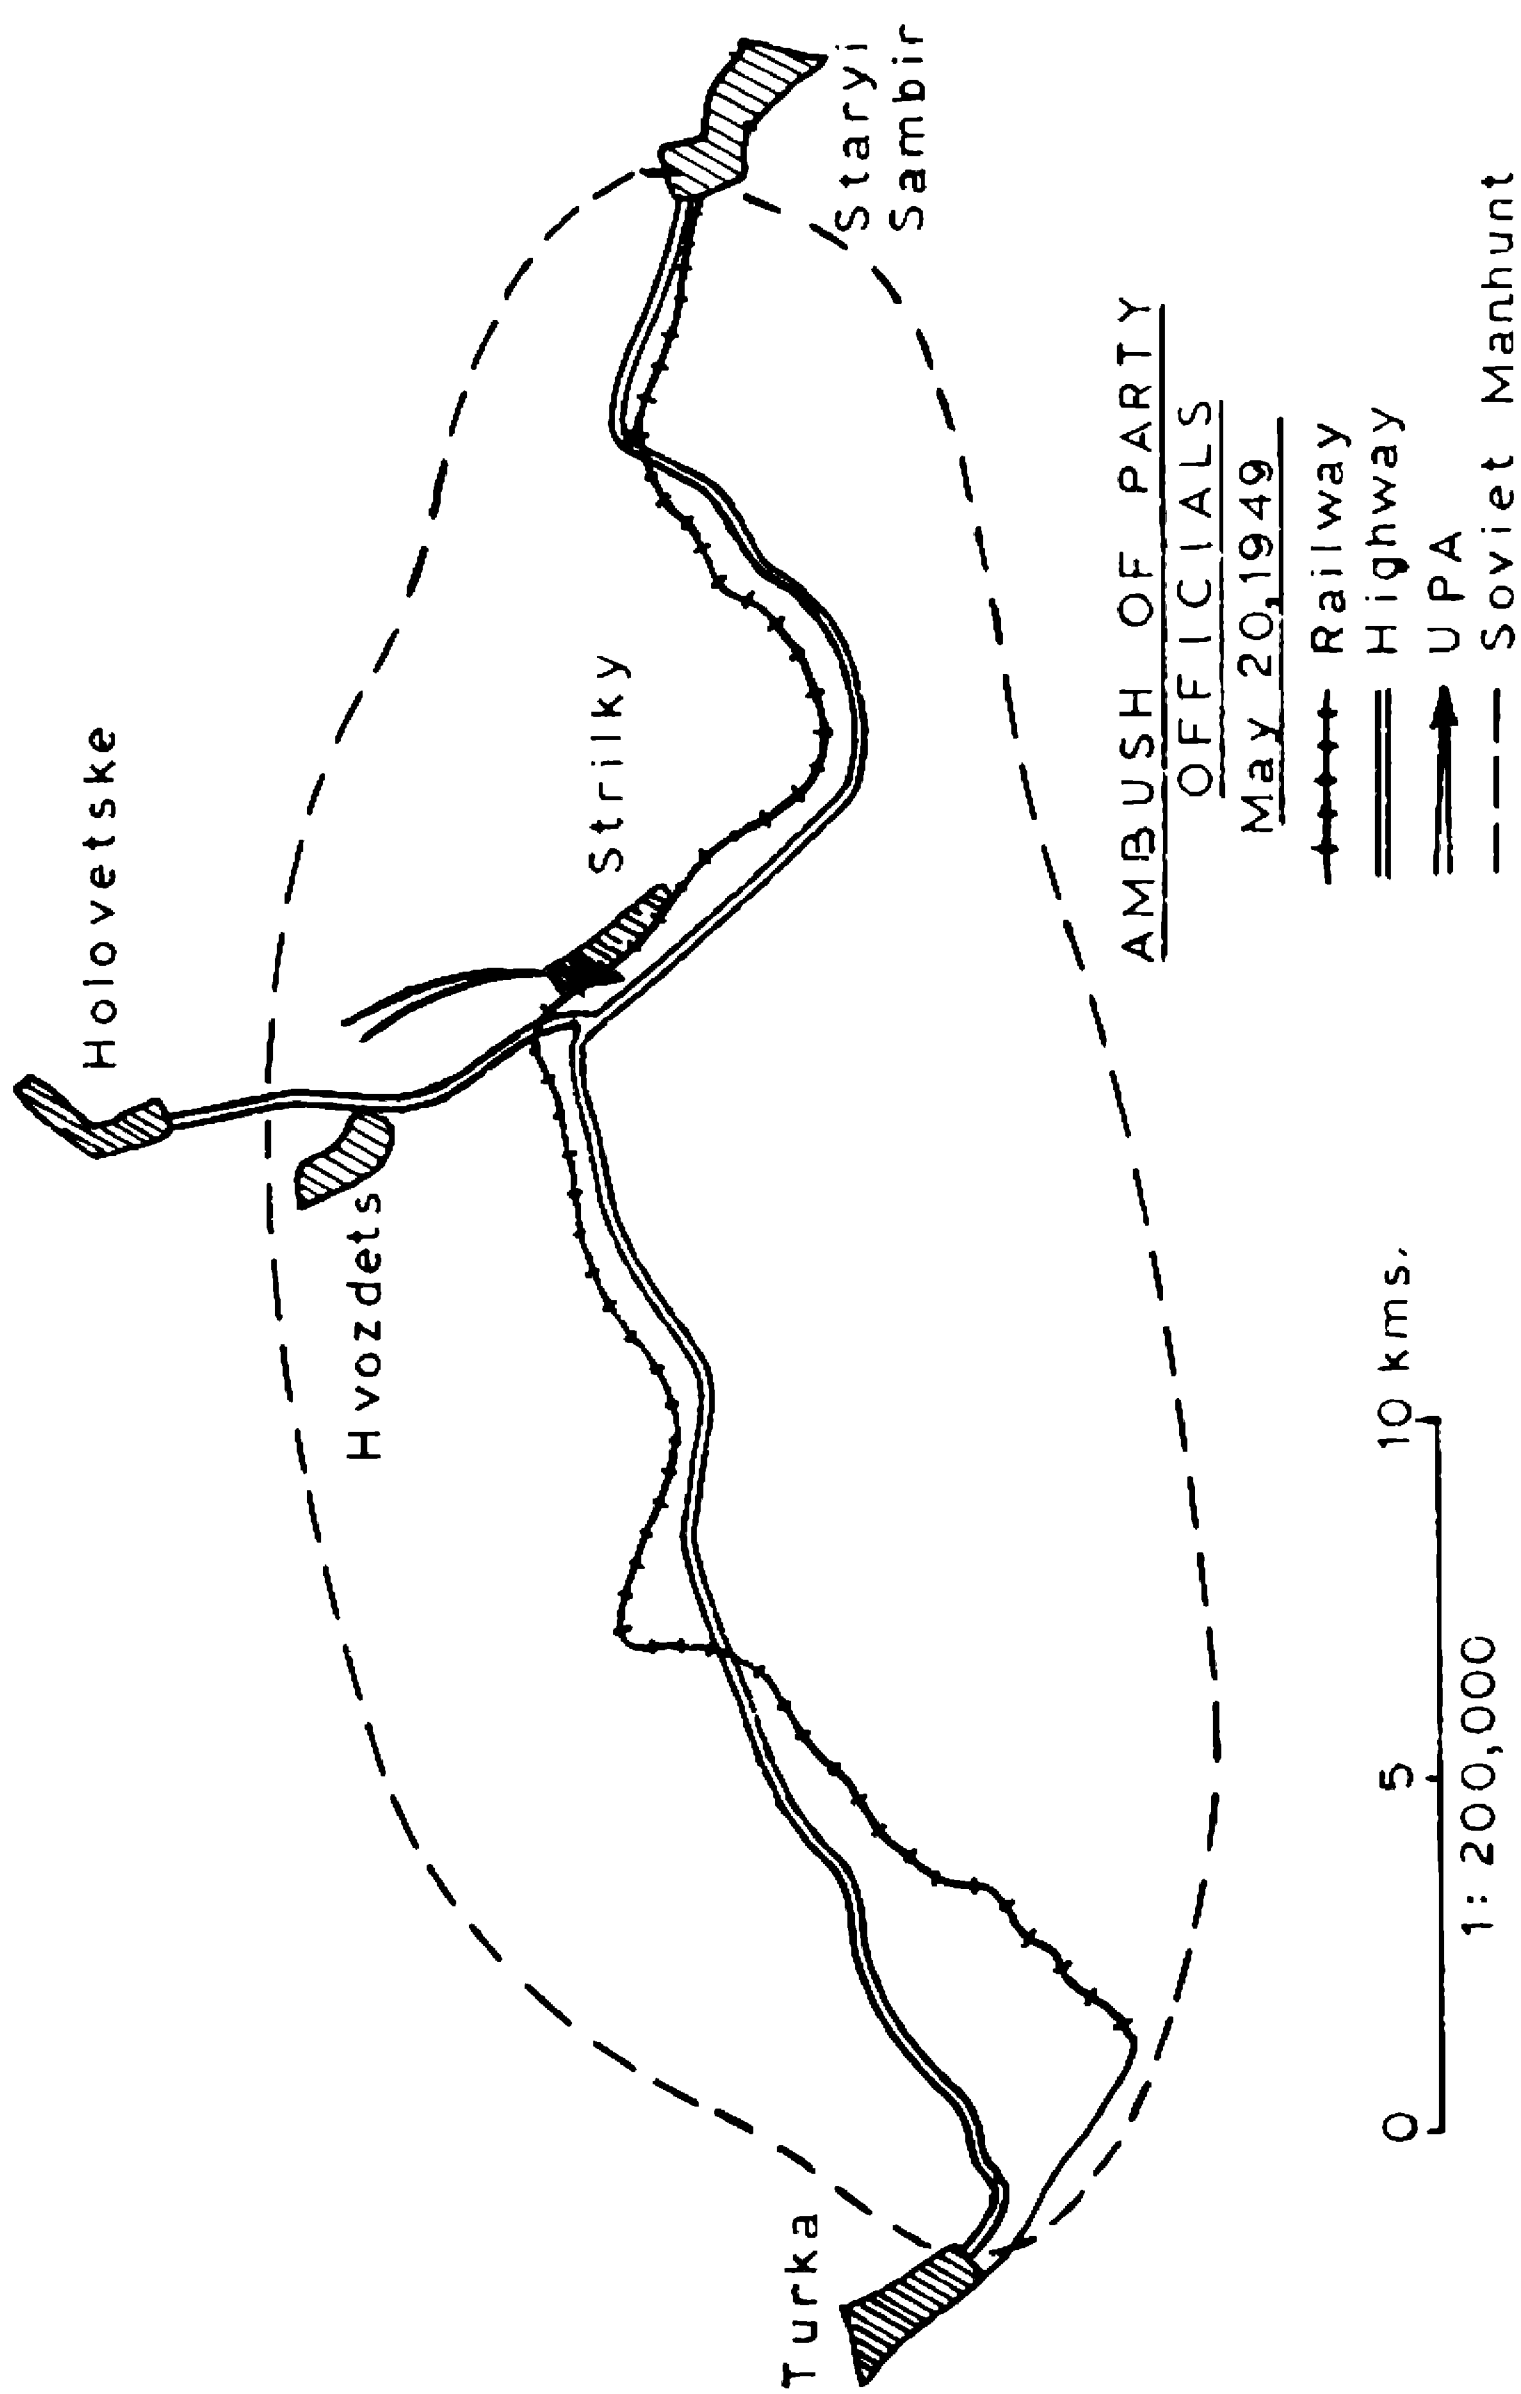 Holovetske
Staryi
Sambir
Strilky
Hvozdets
Turka
AMBUSH OF PARTY
OFFICIALS
May 20,1949
Railway
Highway
UPA
Soviet Manhunt
0 5 10 kms.
1: 200,000